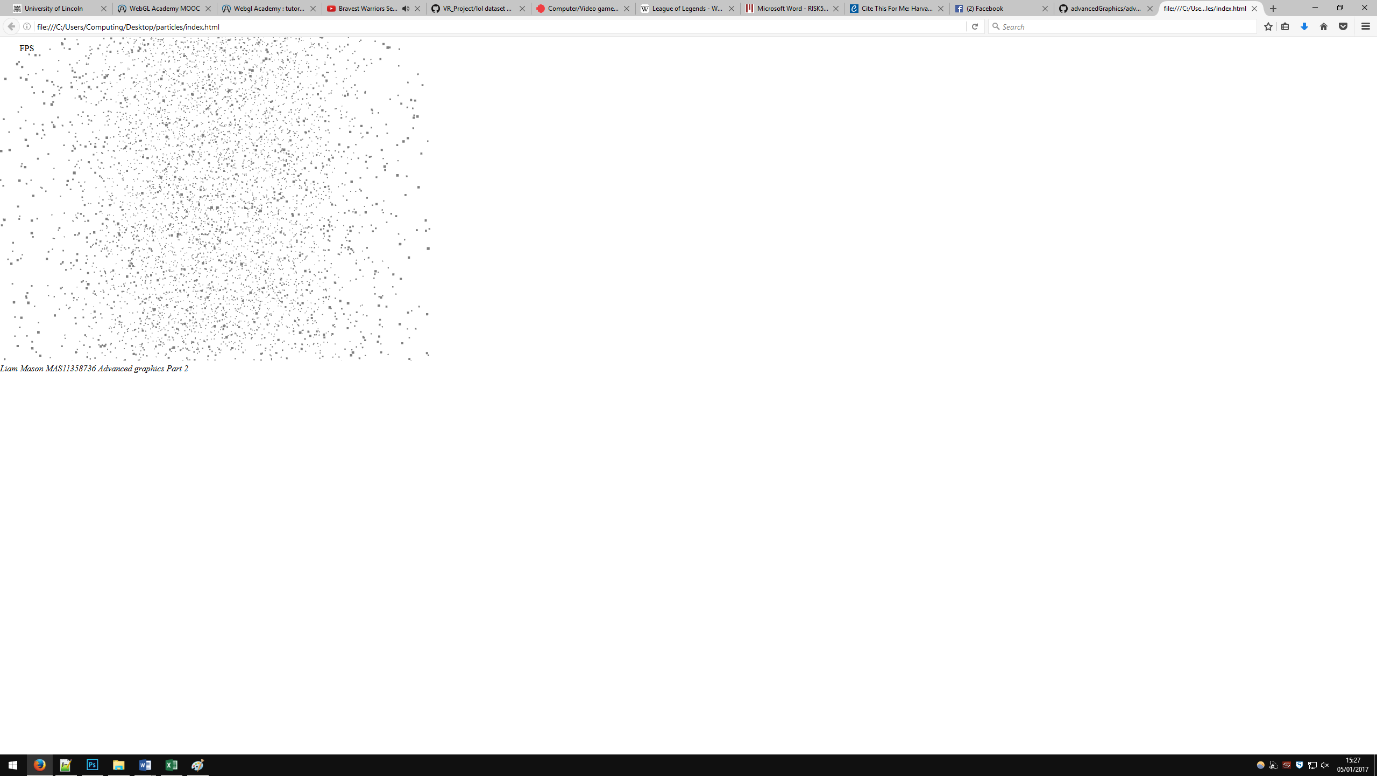 University of Lincoln
WebGL Academy MOOC
Webgl Academy : tutor...
Bravest Warriors Se...
VR_Project/lol dataset ...
Computer/Video game...
League of Legends - W...
Microsoft Word - RISKS...
Cite This For Me: Harva...
(2) Facebook
advancedGraphics/adv...
file:///C:/Use...les/index.html
file:///C:/Users/Computing/Desktop/particles/index.html
Search
FPS
Liam Mason MAS11358736 Advanced graphics Part 2
15:27
05/01/2017